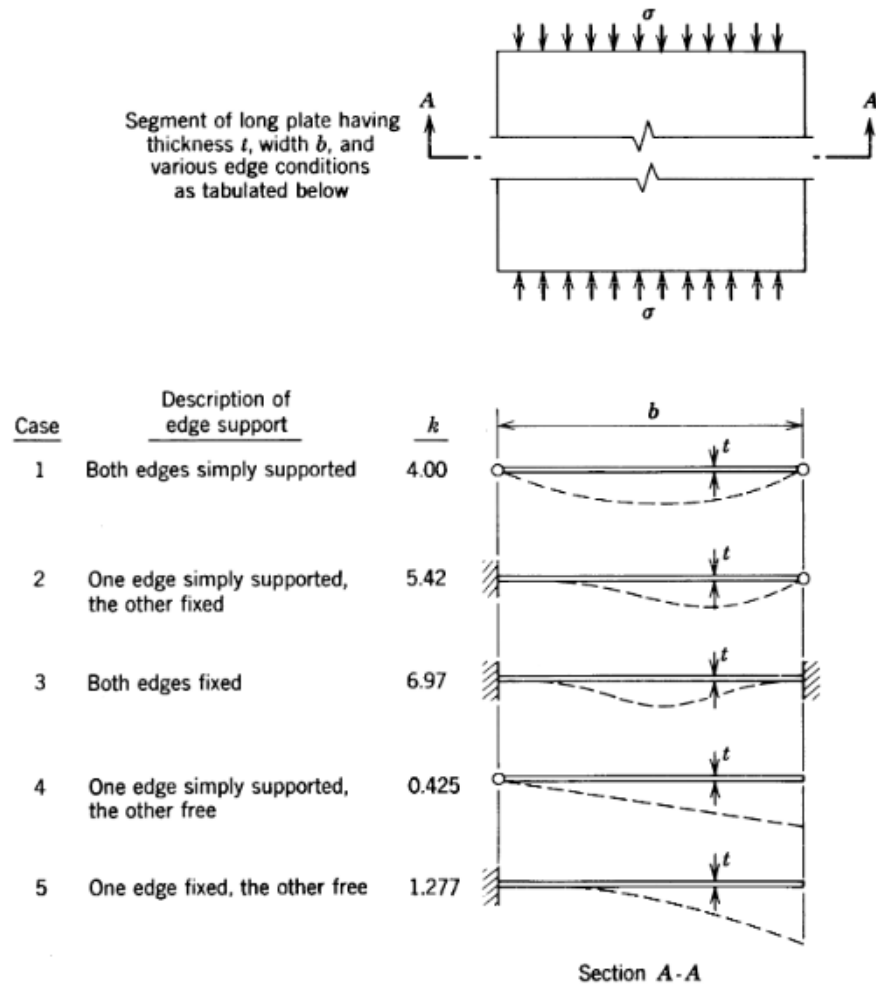 σ
A
A
Segment of long plate having
thickness t, width b, and
various edge conditions
as tabulated below
σ
Case
Description of
edge support
k
b
1 Both edges simply supported 4.00
t
2 One edge simply supported,
the other fixed
5.42
t
3 Both edges fixed 6.97
t
4 One edge simply supported,
the other free
0.425
t
5 One edge fixed, the other free 1.277
t
Section A-A